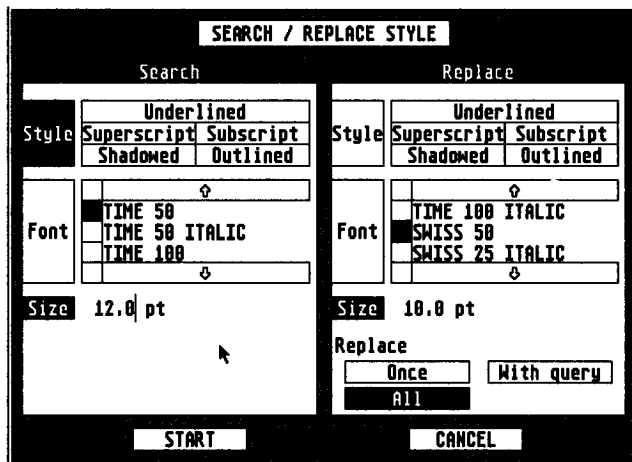 SEARCH / REPLACE STYLE
Search
Style
Underlined
Superscript Subscript
Shadowed Outlined
Font
TIME 50
TIME 50 ITALIC
TIME 100
Size 12.0 pt
Replace
Style
Underlined
Superscript Subscript
Shadowed Outlined
Font
TIME 100 ITALIC
SWISS 50
SWISS 25 ITALIC
Size 10.0 pt
Replace
Once With query
All
START CANCEL